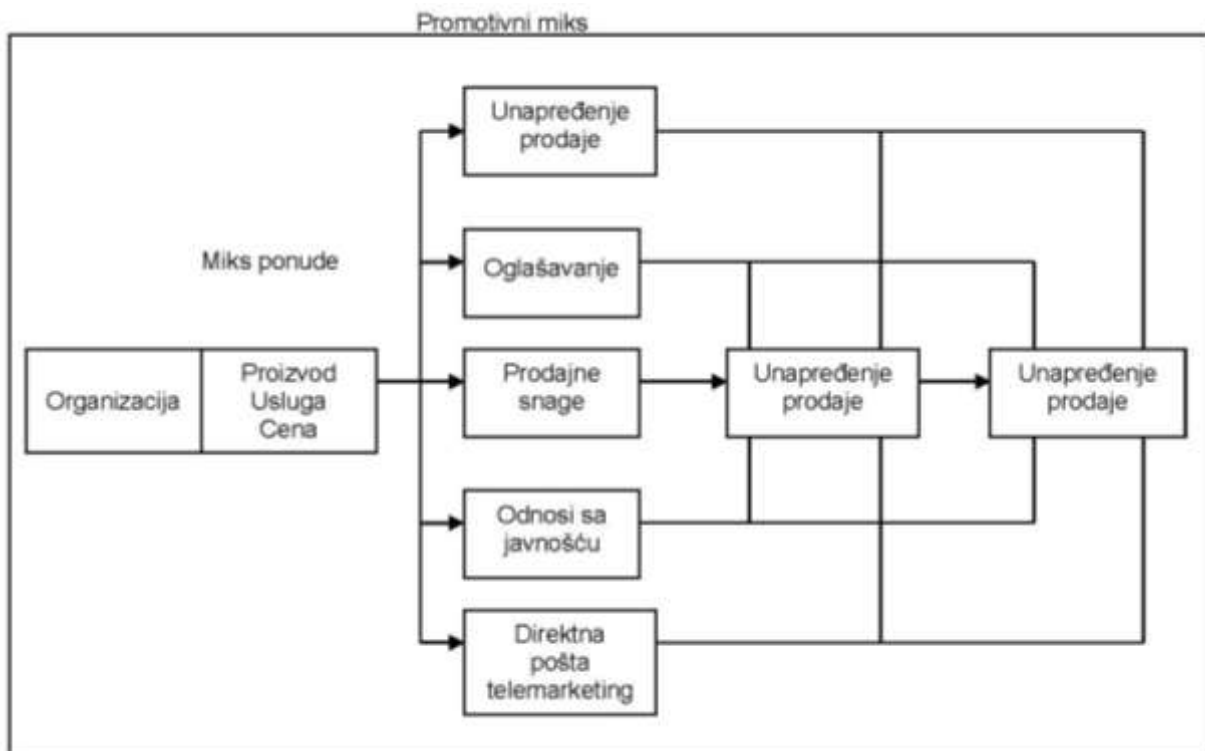 Promotivni miks
Unapređenje
prodaje
Miks ponude
Oglašavanje
Organizacija
Proizvod
Usluga
Cena
Prodajne
snage
Unapređenje
prodaje
Unapređenje
prodaje
Odnosi sa
javnošću
Direktna
pošta
telemarketing